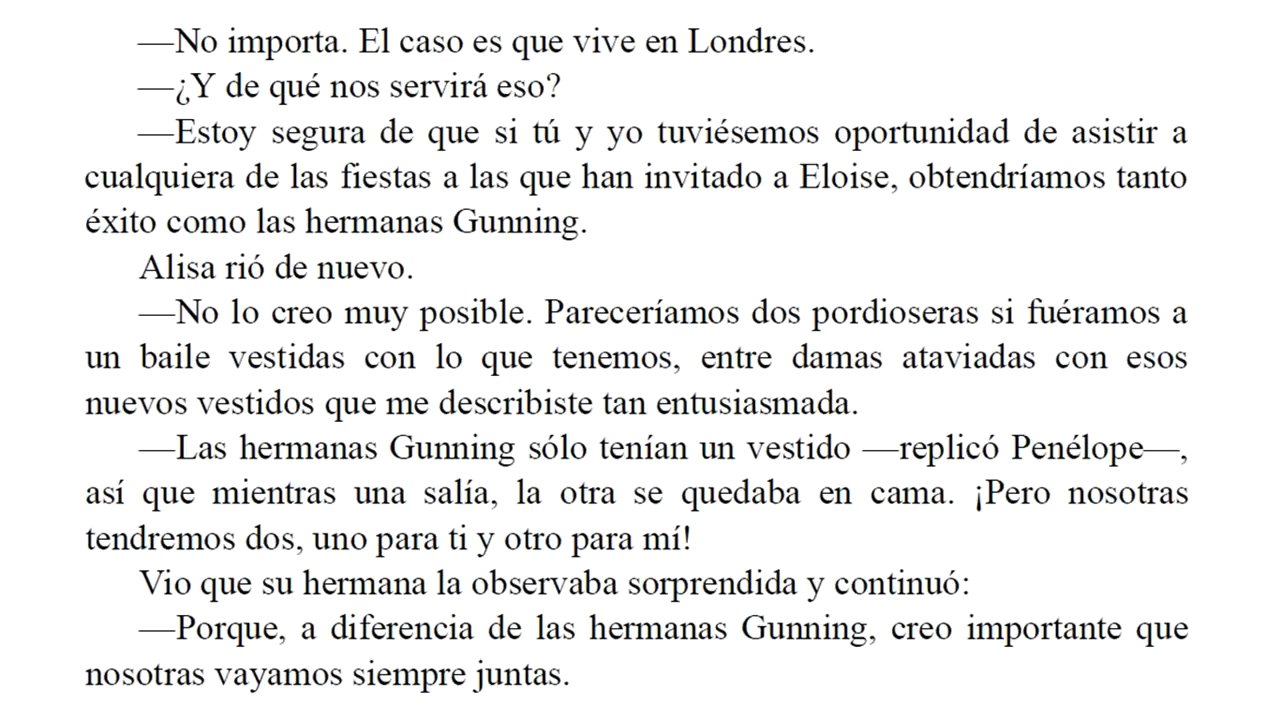 —No importa. El caso es que vive en Londres.
—¿Y de qué nos servirá eso?
—Estoy segura de que si tú y yo tuviésemos oportunidad de asistir a
cualquiera de las fiestas a las que han invitado a Eloise, obtendríamos tanto
éxito como las hermanas Gunning.
Alisa rió de nuevo.
—No lo creo muy posible. Pareceríamos dos pordioseras si fuéramos a
un baile vestidas con lo que tenemos, entre damas ataviadas con esos
nuevos vestidos que me describiste tan entusiasmada.
—Las hermanas Gunning sólo tenían un vestido —replicó Penélope—,
así que mientras una salía, la otra se quedaba en cama. ¡Pero nosotras
tendremos dos, uno para ti y otro para mí!
Vio que su hermana la observaba sorprendida y continuó:
—Porque, a diferencia de las hermanas Gunning, creo importante que
nosotras vayamos siempre juntas.